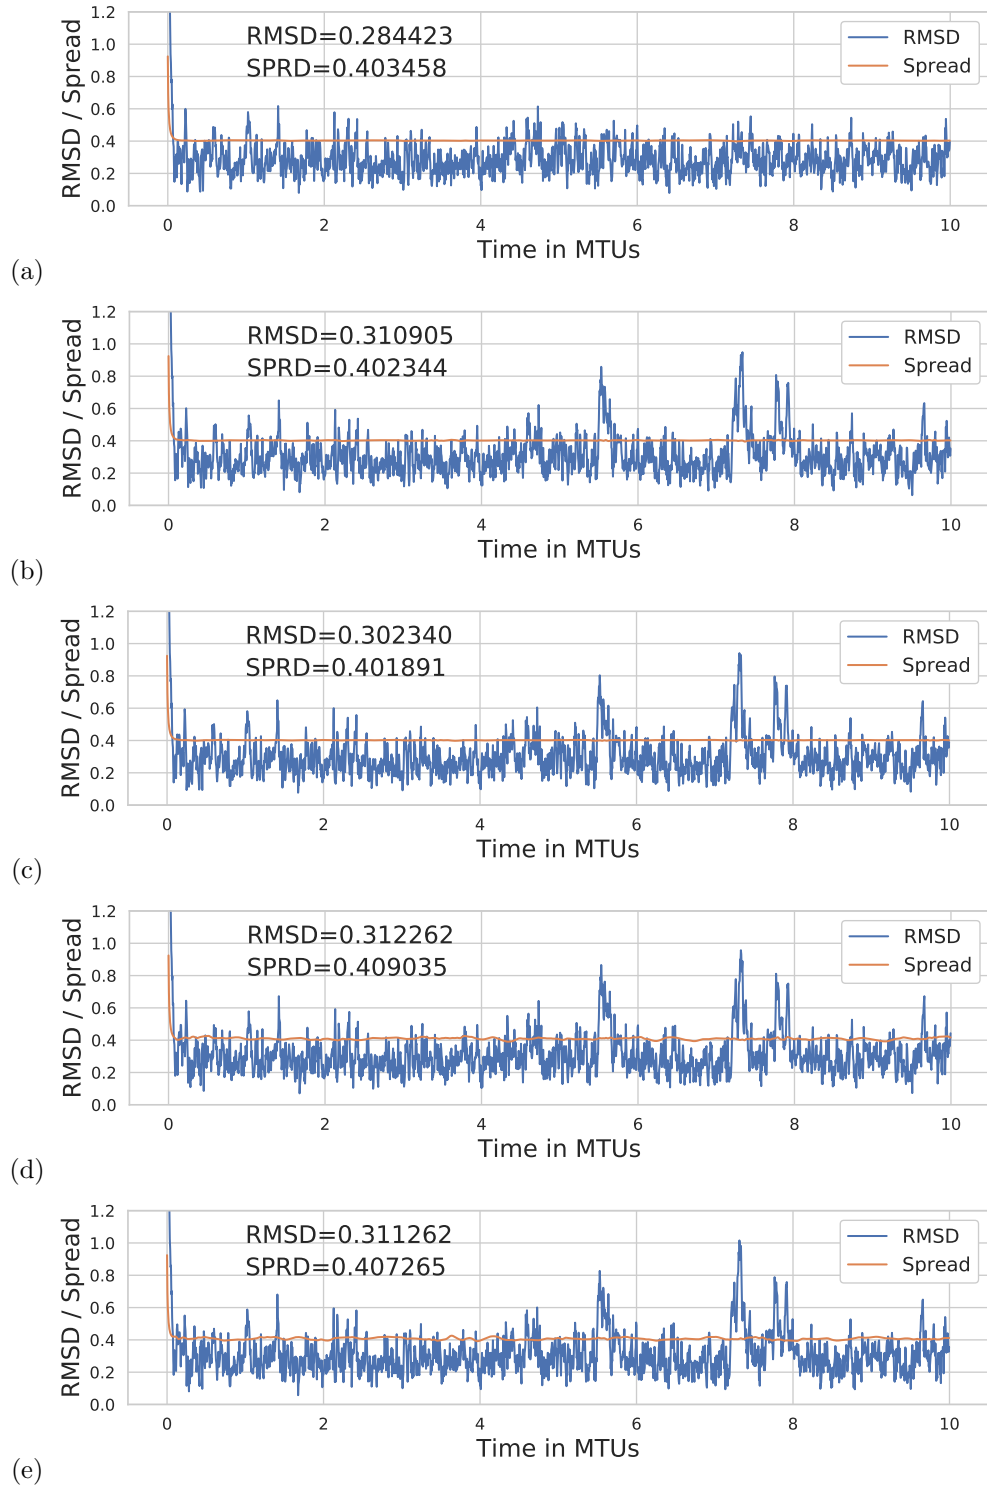 1.2
1.0
0.8
0.6
0.4
0.2
0.0
RMSD / Spread
RMSD=0.284423
SPRD=0.403458
RMSD
Spread
0 2 4 6 8 10
Time in MTUs
(a)
1.2
1.0
0.8
0.6
0.4
0.2
0.0
RMSD / Spread
RMSD=0.310905
SPRD=0.402344
RMSD
Spread
0 2 4 6 8 10
Time in MTUs
(b)
1.2
1.0
0.8
0.6
0.4
0.2
0.0
RMSD / Spread
RMSD=0.302340
SPRD=0.401891
RMSD
Spread
0 2 4 6 8 10
Time in MTUs
(c)
1.2
1.0
0.8
0.6
0.4
0.2
0.0
RMSD / Spread
RMSD=0.312262
SPRD=0.409035
RMSD
Spread
0 2 4 6 8 10
Time in MTUs
(d)
1.2
1.0
0.8
0.6
0.4
0.2
0.0
RMSD / Spread
RMSD=0.311262
SPRD=0.407265
RMSD
Spread
0 2 4 6 8 10
Time in MTUs
(e)